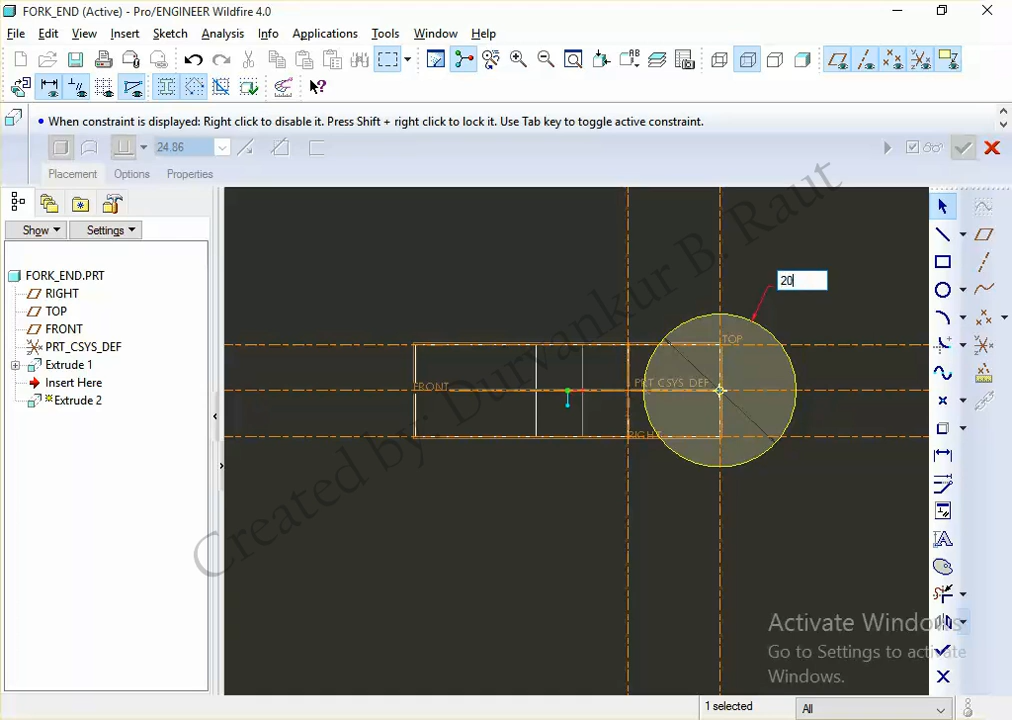 FORK_END (Active) - Pro/ENGINEER Wildfire 4.0
File Edit View Insert Sketch Analysis Info Applications Tools Window Help
When constraint is displayed: Right click to disable it. Press Shift + right click to lock it. Use Tab key to toggle active constraint.
24.86
Placement Options Properties
Show Settings
FORK_END.PRT
RIGHT
TOP
FRONT
PRT_CSYS_DEF
Extrude 1
Insert Here
Extrude 2
20
TOP
PRT_CSYS_DEF
FRONT
RIGHT
Created by: Durvankur B. Raut
Activate Windows
Go to Settings to activate
Windows.
1 selected
All